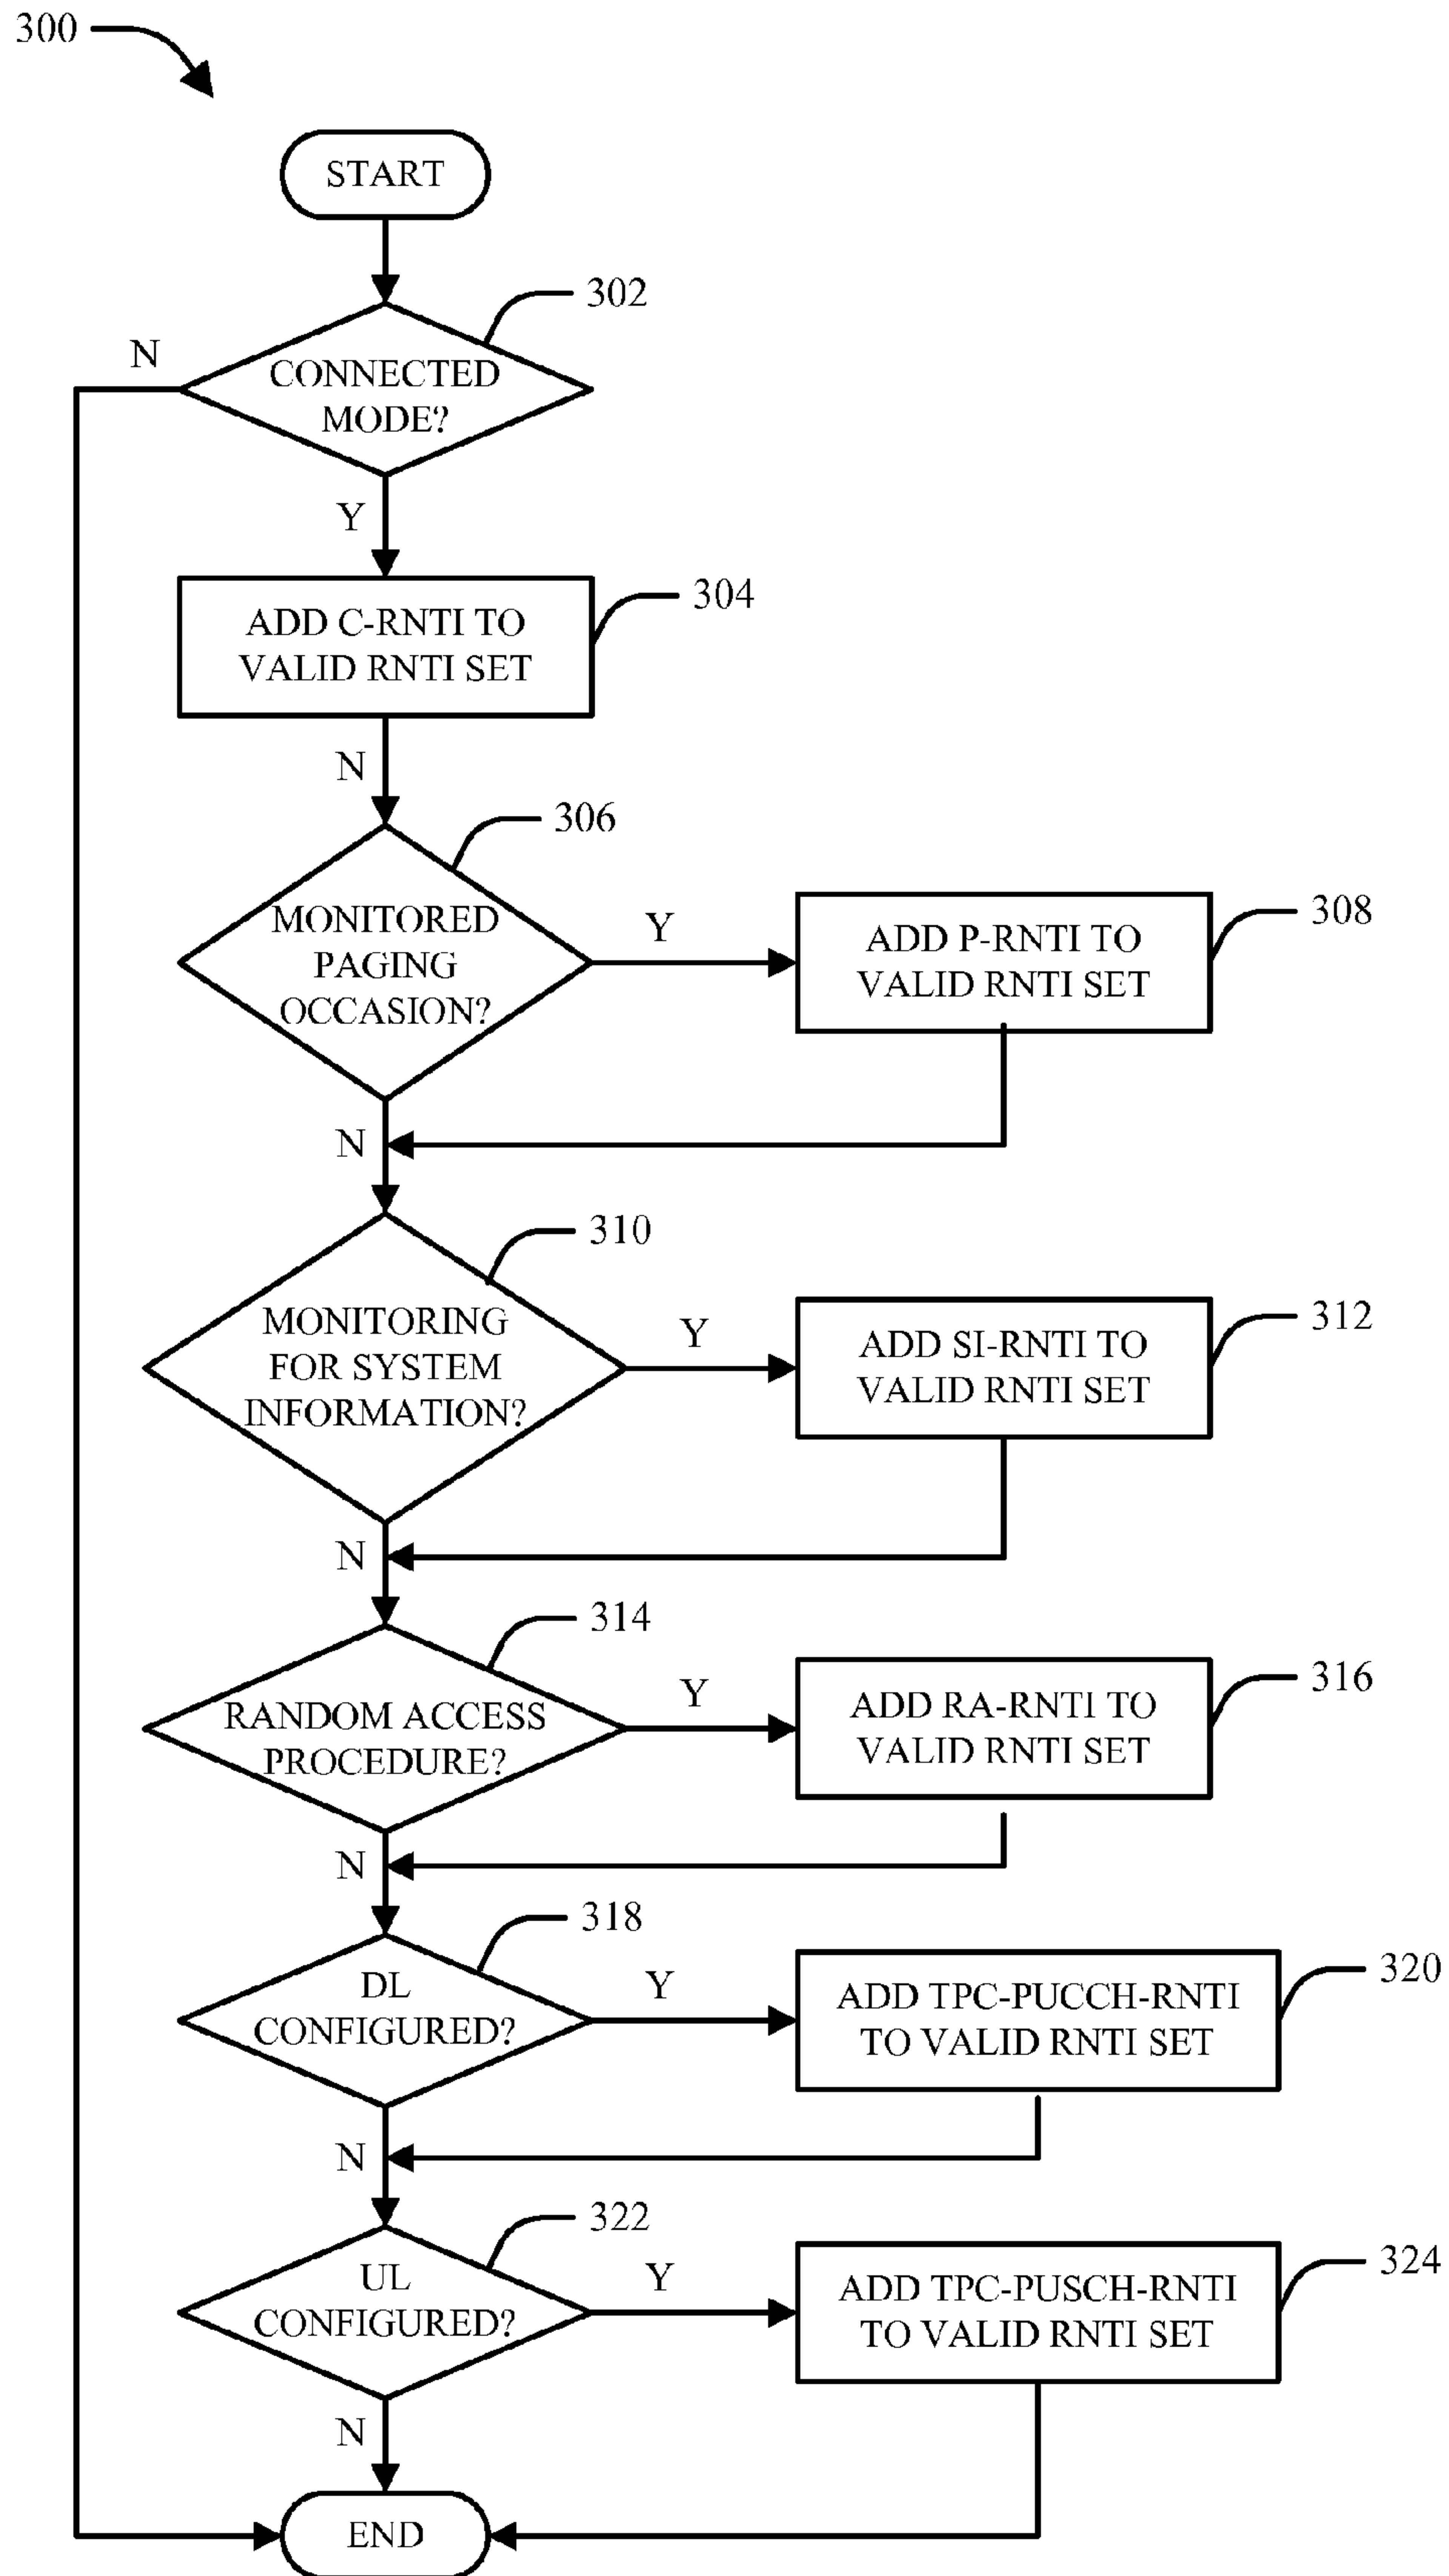 300
START
302
N
CONNECTED
MODE?
Y
304
ADD C-RNTI TO
VALID RNTI SET
N
306
MONITORED
PAGING
OCCASION?
Y
308
ADD P-RNTI TO
VALID RNTI SET
N
310
MONITORING
FOR SYSTEM
INFORMATION?
Y
312
ADD SI-RNTI TO
VALID RNTI SET
N
314
RANDOM ACCESS
PROCEDURE?
Y
316
ADD RA-RNTI TO
VALID RNTI SET
N
318
DL
CONFIGURED?
Y
320
ADD TPC-PUCCH-RNTI
TO VALID RNTI SET
N
322
UL
CONFIGURED?
Y
324
ADD TPC-PUSCH-RNTI
TO VALID RNTI SET
N
END